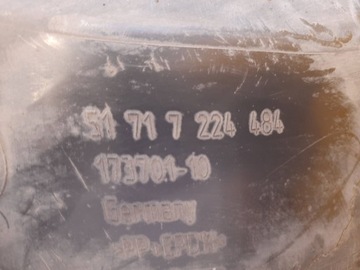 51 71 7 224 484
173701-10
Germany
>PP+EPDM<